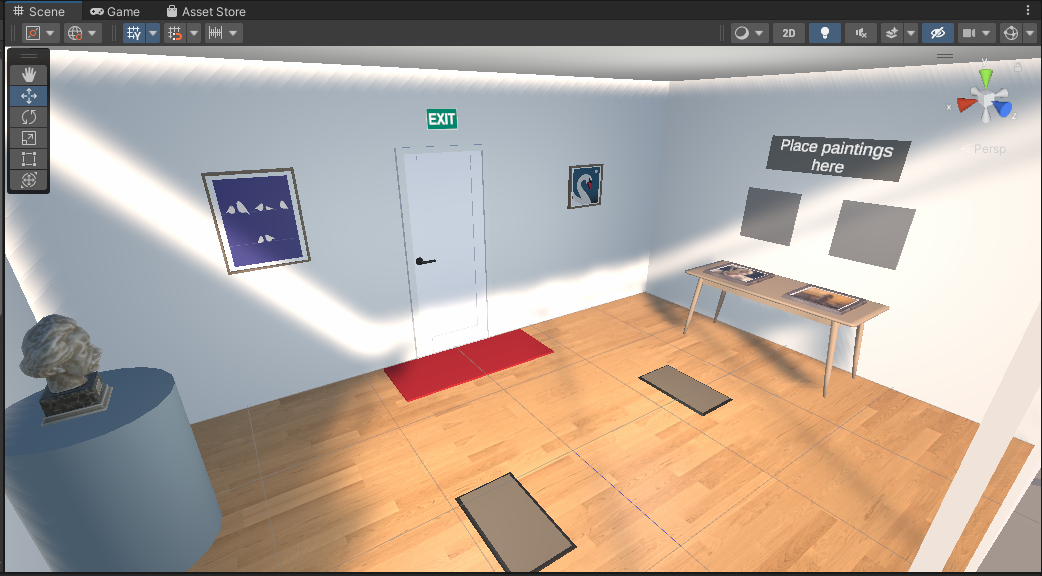 Scene
Game
Asset Store
2D
y
x
z
Persp
EXIT
Place paintings
here